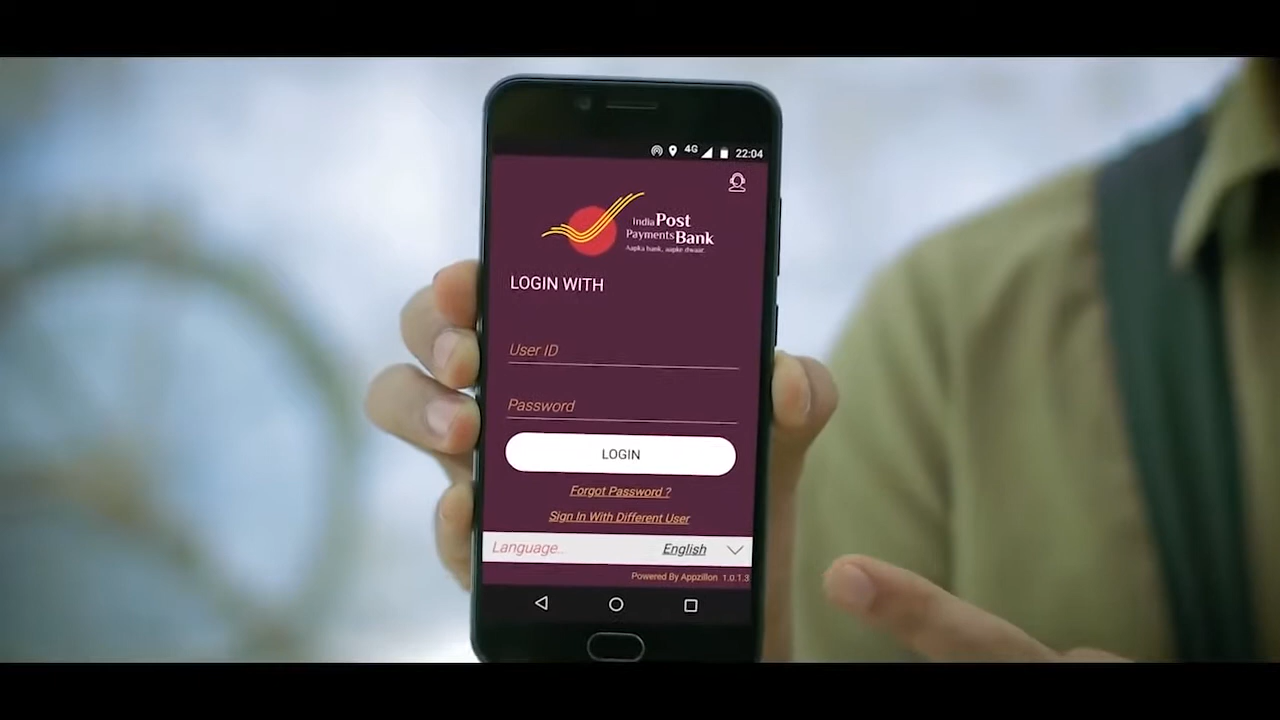 4G 22:04
India Post
Payments Bank
Aapka bank, aapke dwaar.
LOGIN WITH
User ID
Password
LOGIN
Forgot Password ?
Sign In With Different User
Language.. English
Powered By Appzillon 1.0.1.3